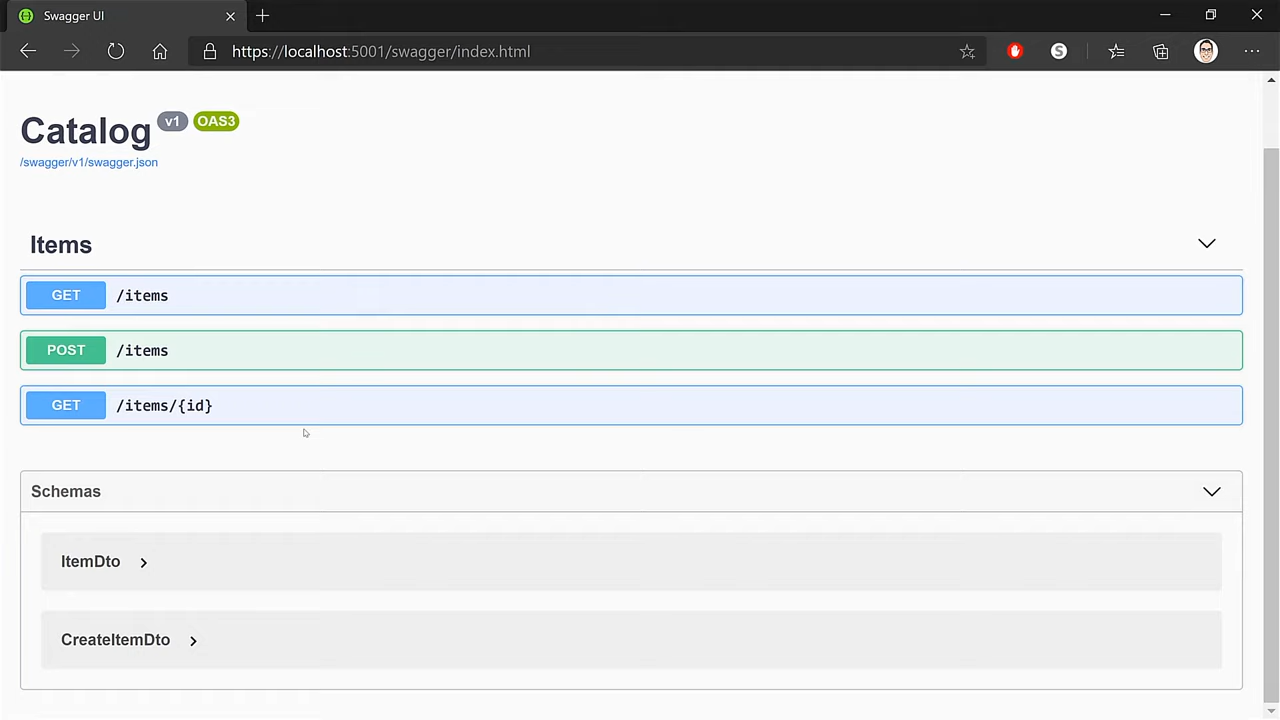 Swagger UI
https://localhost:5001/swagger/index.html
S
Catalog v1 OAS3
/swagger/v1/swagger.json
Items
GET /items
POST /items
GET /items/{id}
Schemas
ItemDto
CreateItemDto